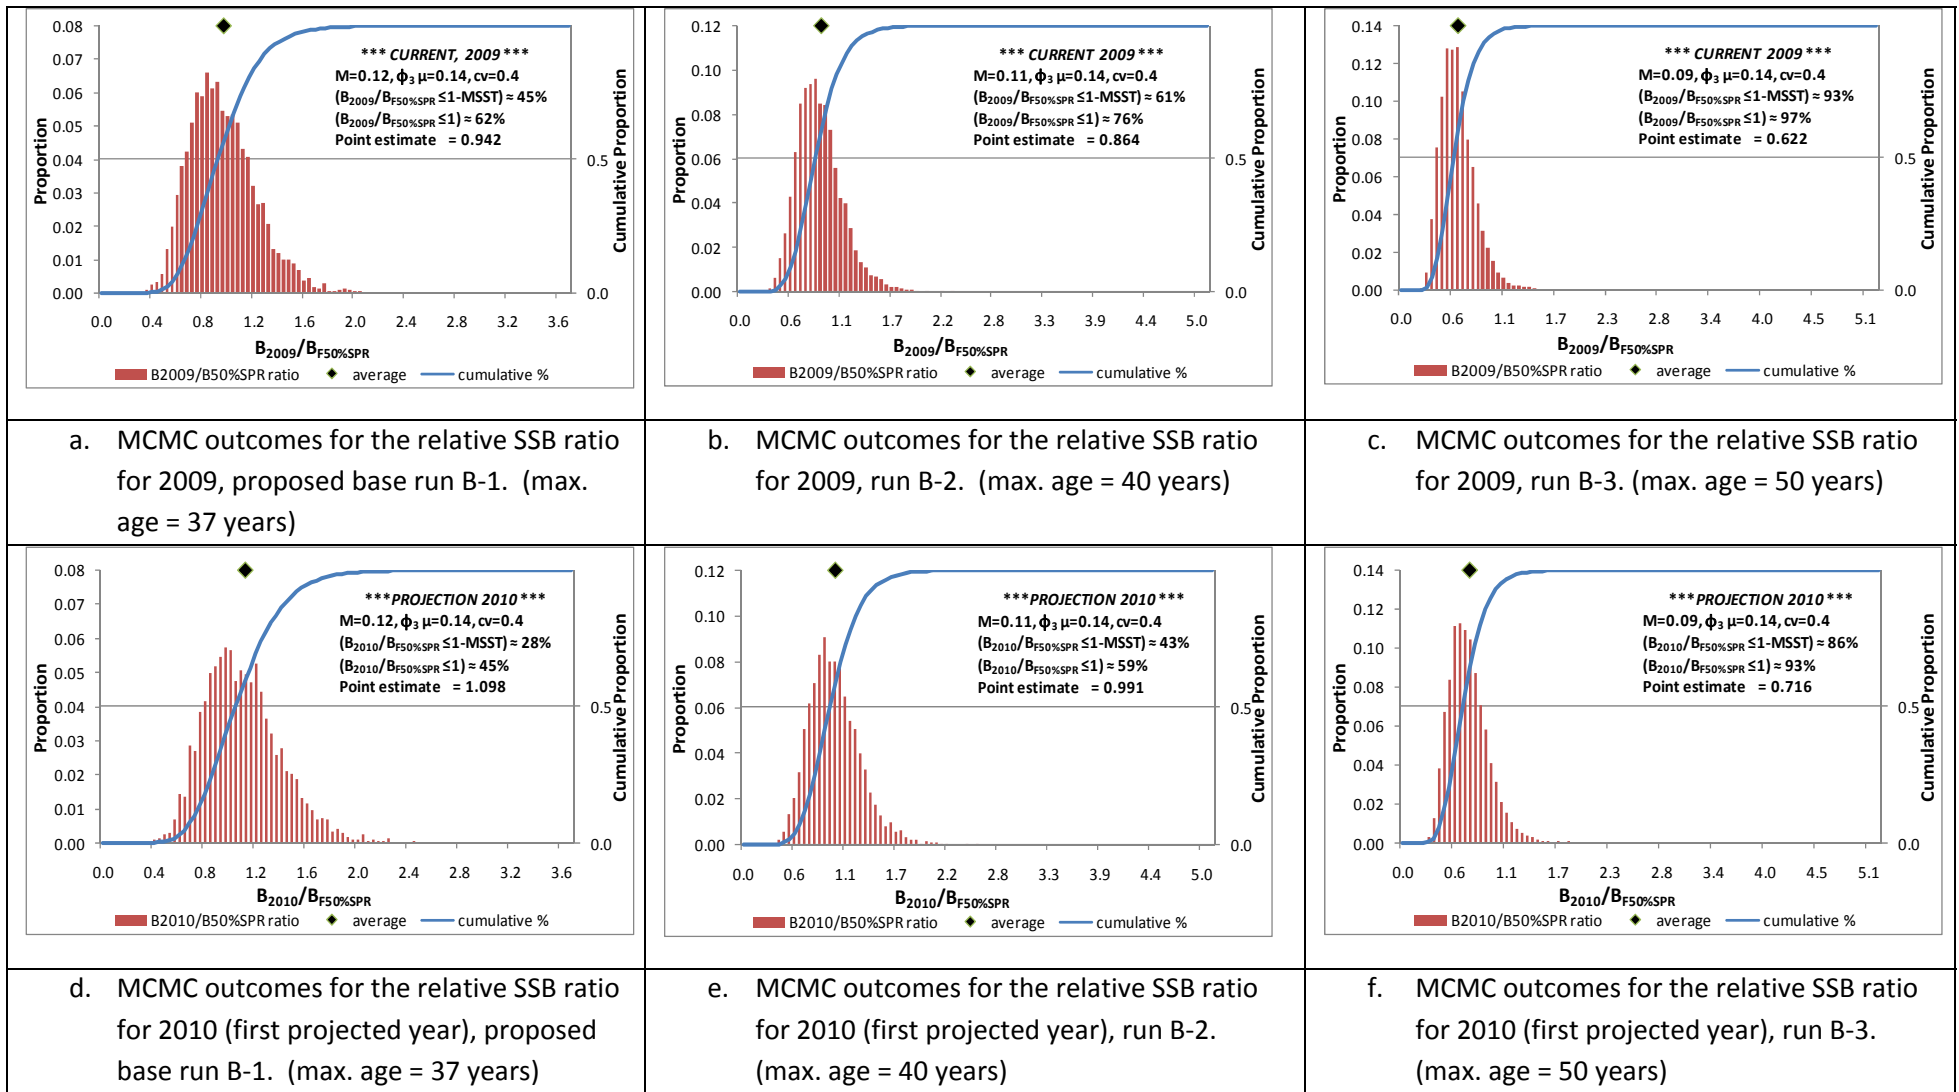 0.08
0.07
0.06
0.05
0.04
0.03
0.02
0.01
0.00
Proportion
*** CURRENT, 2009 ***
M=0.12, ϕ3 μ=0.14, cv=0.4
(B2009/BF50%SPR ≤1-MSST) ≈ 45%
(B2009/BF50%SPR ≤1) ≈ 62%
Point estimate = 0.942
0.5
0.0
Cumulative Proportion
0.0 0.4 0.8 1.2 1.6 2.0 2.4 2.8 3.2 3.6
B2009/BF50%SPR
B2009/B50%SPR ratio average cumulative %
0.12
0.10
0.08
0.06
0.04
0.02
0.00
Proportion
*** CURRENT 2009 ***
M=0.11, ϕ3 μ=0.14, cv=0.4
(B2009/BF50%SPR ≤1-MSST) ≈ 61%
(B2009/BF50%SPR ≤1) ≈ 76%
Point estimate = 0.864
0.5
0.0
Cumulative Proportion
0.0 0.6 1.1 1.7 2.2 2.8 3.3 3.9 4.4 5.0
B2009/BF50%SPR
B2009/B50%SPR ratio average cumulative %
0.14
0.12
0.10
0.08
0.06
0.04
0.02
0.00
Proportion
*** CURRENT 2009 ***
M=0.09, ϕ3 μ=0.14, cv=0.4
(B2009/BF50%SPR ≤1-MSST) ≈ 93%
(B2009/BF50%SPR ≤1) ≈ 97%
Point estimate = 0.622
0.5
0.0
Cumulative Proportion
0.0 0.6 1.1 1.7 2.3 2.8 3.4 4.0 4.5 5.1
B2009/BF50%SPR
B2009/B50%SPR ratio average cumulative %
a. MCMC outcomes for the relative SSB ratio
for 2009, proposed base run B-1. (max.
age = 37 years)
b. MCMC outcomes for the relative SSB ratio
for 2009, run B-2. (max. age = 40 years)
c. MCMC outcomes for the relative SSB ratio
for 2009, run B-3. (max. age = 50 years)
0.08
0.07
0.06
0.05
0.04
0.03
0.02
0.01
0.00
Proportion
***PROJECTION 2010 ***
M=0.12, ϕ3 μ=0.14, cv=0.4
(B2010/BF50%SPR ≤1-MSST) ≈ 28%
(B2010/BF50%SPR ≤1) ≈ 45%
Point estimate = 1.098
0.5
0.0
Cumulative Proportion
0.0 0.4 0.8 1.2 1.6 2.0 2.4 2.8 3.2 3.6
B2010/BF50%SPR
B2010/B50%SPR ratio average cumulative %
0.12
0.10
0.08
0.06
0.04
0.02
0.00
Proportion
***PROJECTION 2010 ***
M=0.11, ϕ3 μ=0.14, cv=0.4
(B2010/BF50%SPR ≤1-MSST) ≈ 43%
(B2010/BF50%SPR ≤1) ≈ 59%
Point estimate = 0.991
0.5
0.0
Cumulative Proportion
0.0 0.6 1.1 1.7 2.2 2.8 3.3 3.9 4.4 5.0
B2010/BF50%SPR
B2010/B50%SPR ratio average cumulative %
0.14
0.12
0.10
0.08
0.06
0.04
0.02
0.00
Proportion
***PROJECTION 2010 ***
M=0.09, ϕ3 μ=0.14, cv=0.4
(B2010/BF50%SPR ≤1-MSST) ≈ 86%
(B2010/BF50%SPR ≤1) ≈ 93%
Point estimate = 0.716
0.5
0.0
Cumulative Proportion
0.0 0.6 1.1 1.7 2.3 2.8 3.4 4.0 4.5 5.1
B2010/BF50%SPR
B2010/B50%SPR ratio average cumulative %
d. MCMC outcomes for the relative SSB ratio
for 2010 (first projected year), proposed
base run B-1. (max. age = 37 years)
e. MCMC outcomes for the relative SSB ratio
for 2010 (first projected year), run B-2.
(max. age = 40 years)
f. MCMC outcomes for the relative SSB ratio
for 2010 (first projected year), run B-3.
(max. age = 50 years)